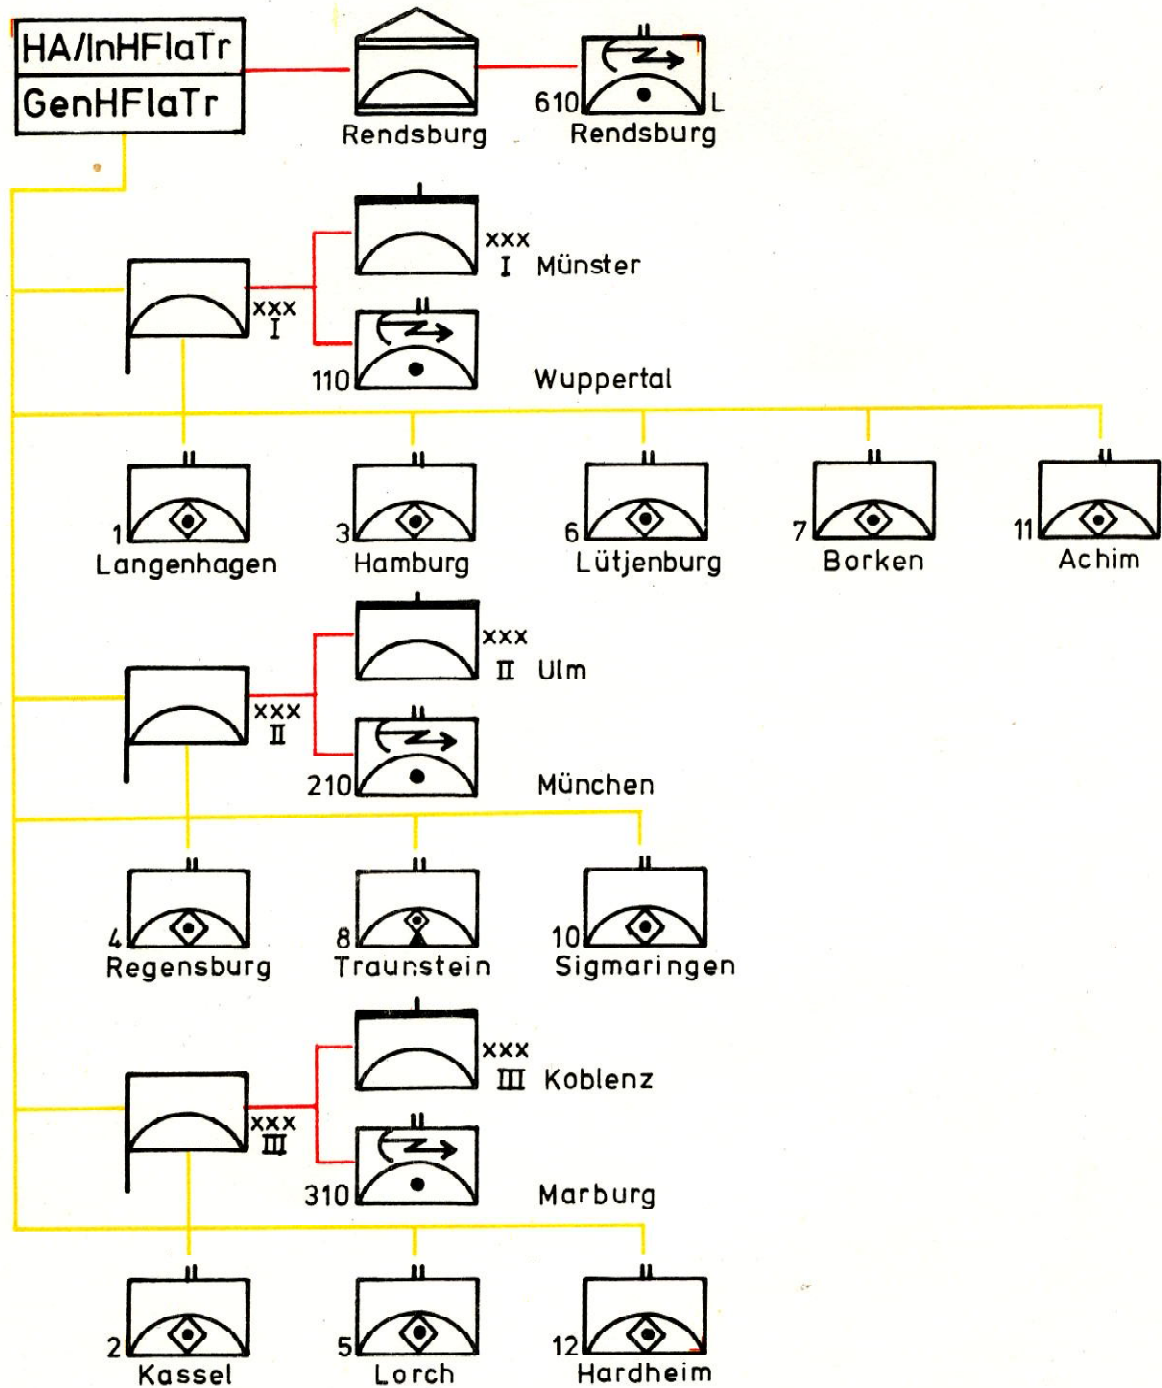 HA/InHFlaTr
GenHFlaTr
Rendsburg
610 L
Rendsburg
xxx
I Münster
xxx
I
110 Wuppertal
1
Langenhagen
3
Hamburg
6
Lütjenburg
7
Borken
11
Achim
xxx
II Ulm
xxx
II
210 München
4
Regensburg
8
Traunstein
10
Sigmaringen
xxx
III Koblenz
xxx
III
310 Marburg
2
Kassel
5
Lorch
12
Hardheim